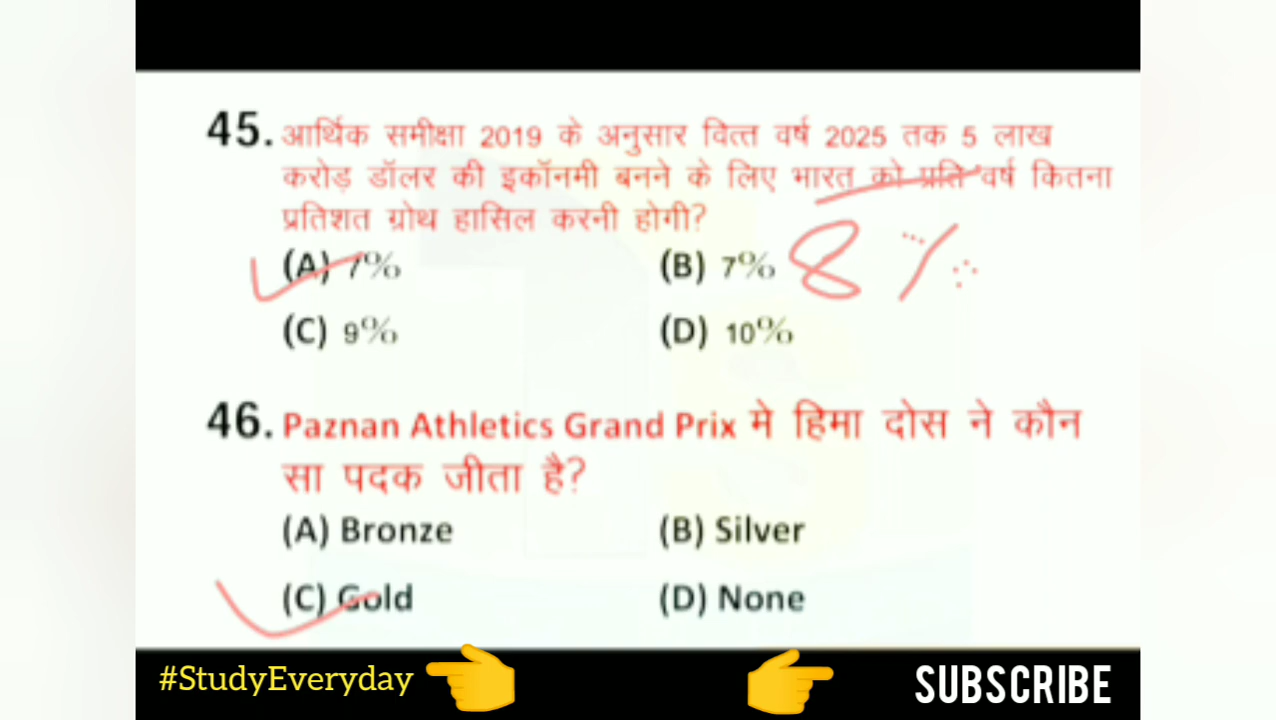 45. आर्थिक समीक्षा 2019 के अनुसार वित्त वर्ष 2025 तक 5 लाख
करोड़ डॉलर की इकॉनमी बनने के लिए भारत को प्रति वर्ष कितना
प्रतिशत ग्रोथ हासिल करनी होगी?
(A) 7% (B) 7% 8%
(C) 9% (D) 10%
46. Paznan Athletics Grand Prix मे हिमा दोस ने कौन
सा पदक जीता है?
(A) Bronze (B) Silver
(C) Gold (D) None
#StudyEveryday SUBSCRIBE